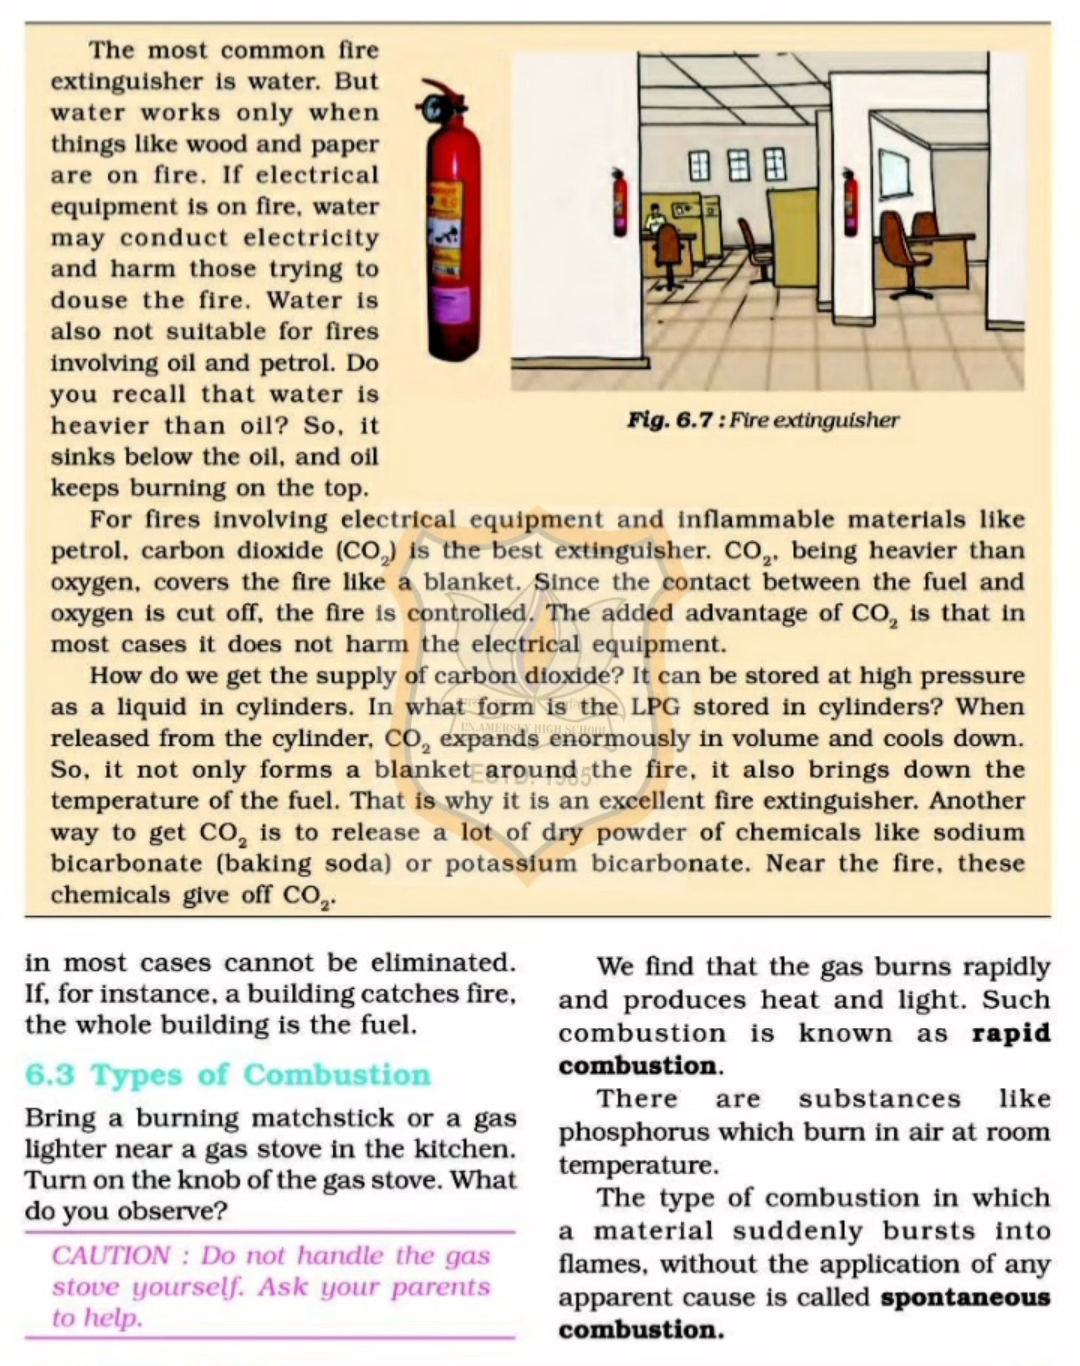 The most common fire
extinguisher is water. But
water works only when
things like wood and paper
are on fire. If electrical
equipment is on fire, water
may conduct electricity
and harm those trying to
douse the fire. Water is
also not suitable for fires
involving oil and petrol. Do
you recall that water is
heavier than oil? So, it
sinks below the oil, and oil
keeps burning on the top.
Fig. 6.7 : Fire extinguisher
For fires involving electrical equipment and inflammable materials like
petrol, carbon dioxide (CO₂) is the best extinguisher. CO₂, being heavier than
oxygen, covers the fire like a blanket. Since the contact between the fuel and
oxygen is cut off, the fire is controlled. The added advantage of CO₂ is that in
most cases it does not harm the electrical equipment.
How do we get the supply of carbon dioxide? It can be stored at high pressure
as a liquid in cylinders. In what form is the LPG stored in cylinders? When
released from the cylinder, CO₂ expands enormously in volume and cools down.
So, it not only forms a blanket around the fire, it also brings down the
temperature of the fuel. That is why it is an excellent fire extinguisher. Another
way to get CO₂ is to release a lot of dry powder of chemicals like sodium
bicarbonate (baking soda) or potassium bicarbonate. Near the fire, these
chemicals give off CO₂.
HIGH SCHOOL
ESTD. 1985
in most cases cannot be eliminated.
If, for instance, a building catches fire,
the whole building is the fuel.
6.3 Types of Combustion
Bring a burning matchstick or a gas
lighter near a gas stove in the kitchen.
Turn on the knob of the gas stove. What
do you observe?
CAUTION : Do not handle the gas
stove yourself. Ask your parents
to help.
We find that the gas burns rapidly
and produces heat and light. Such
combustion is known as rapid
combustion.
There are substances like
phosphorus which burn in air at room
temperature.
The type of combustion in which
a material suddenly bursts into
flames, without the application of any
apparent cause is called spontaneous
combustion.